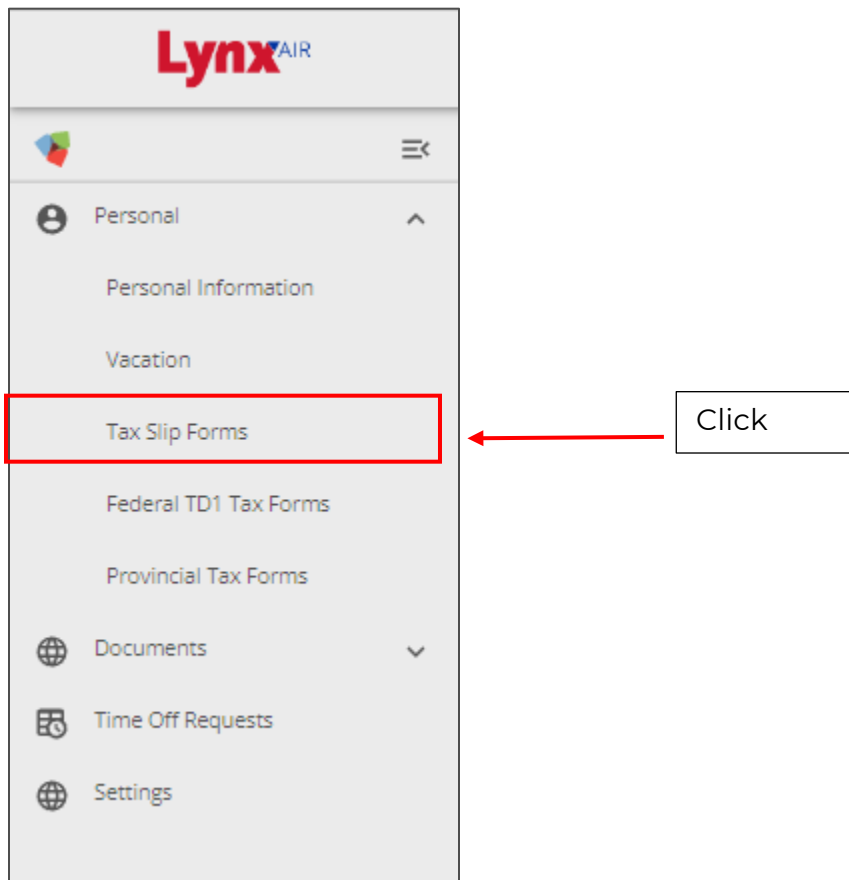 Lynx AIR
Personal
Personal Information
Vacation
Tax Slip Forms
Click
Federal TD1 Tax Forms
Provincial Tax Forms
Documents
Time Off Requests
Settings